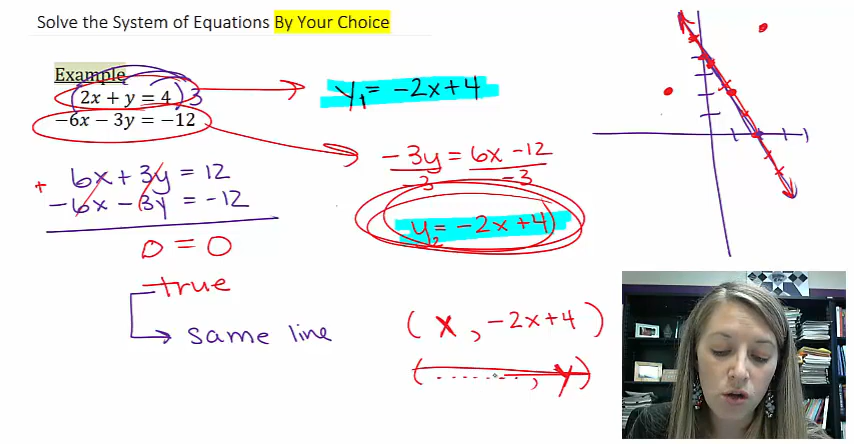 Solve the System of Equations By Your Choice
Example
2x + y = 4 3
−6x − 3y = −12
y₁ = −2x+4
+ 6x + 3y = 12
−6x − 3y = −12
0 = 0
true
same line
−3y = 6x −12
−3 −3
y₂ = −2x +4
( x , −2x+4 )
( ........ , y )